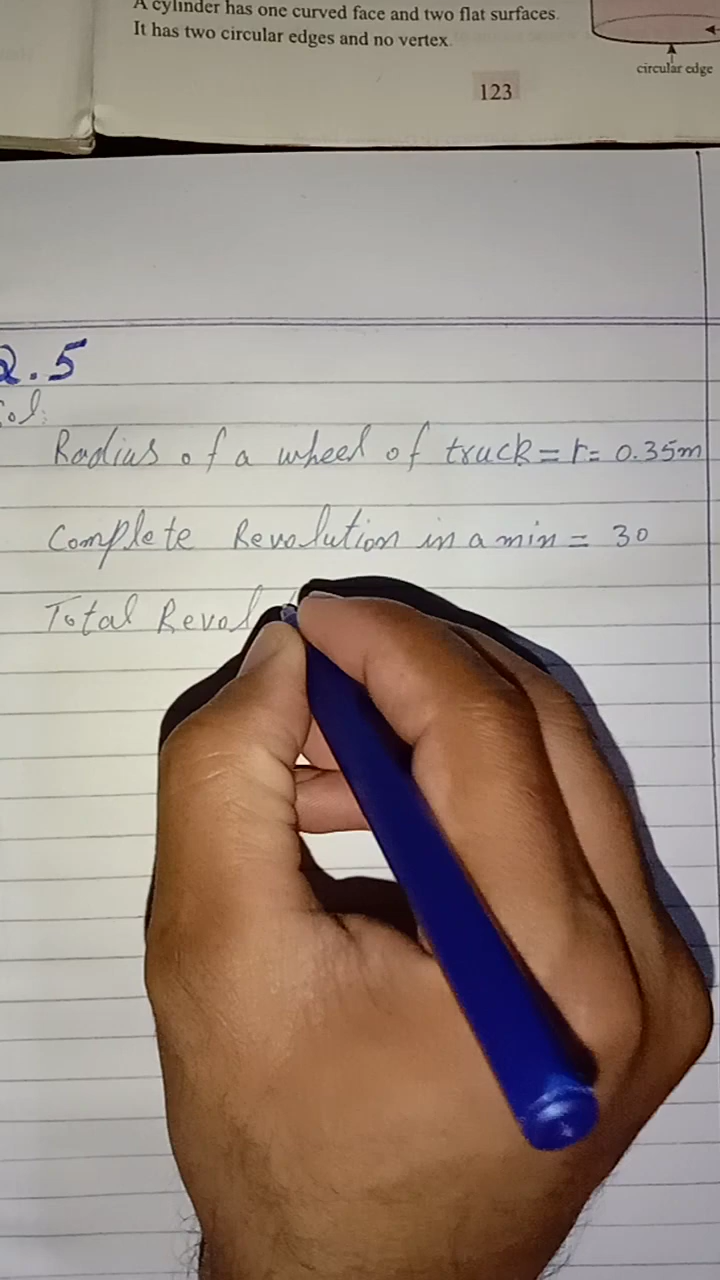 A cylinder has one curved face and two flat surfaces.
It has two circular edges and no vertex.
circular edge
123
Q.5
Sol:
Radius of a wheel of truck = r = 0.35m
Complete Revolution in a min = 30
Total Revol